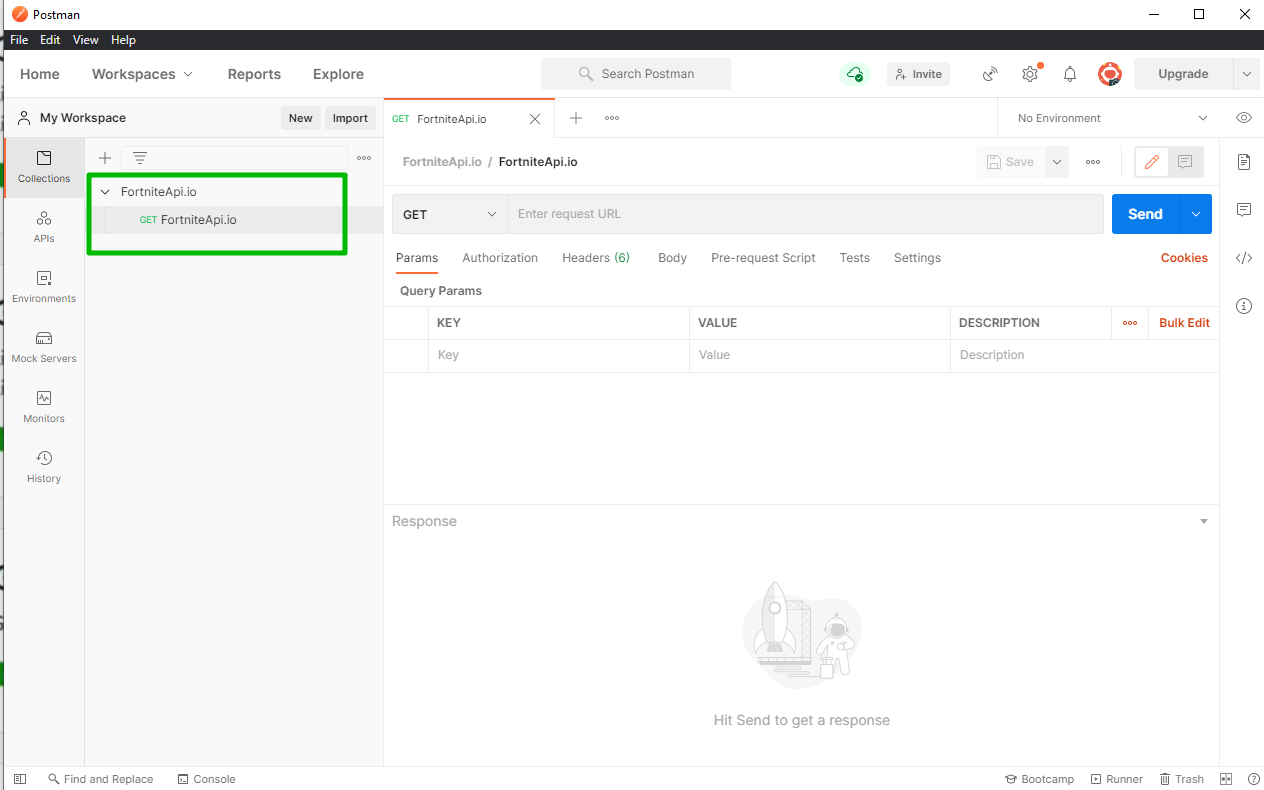 Postman
File Edit View Help
Home Workspaces Reports Explore Search Postman Invite Upgrade
My Workspace New Import GET FortniteApi.io No Environment
Collections
APIs
Environments
Mock Servers
Monitors
History
FortniteApi.io
GET FortniteApi.io
FortniteApi.io / FortniteApi.io Save
GET Enter request URL Send
Params Authorization Headers (6) Body Pre-request Script Tests Settings Cookies
Query Params
KEY VALUE DESCRIPTION Bulk Edit
Key Value Description
Response
Hit Send to get a response
Find and Replace Console Bootcamp Runner Trash